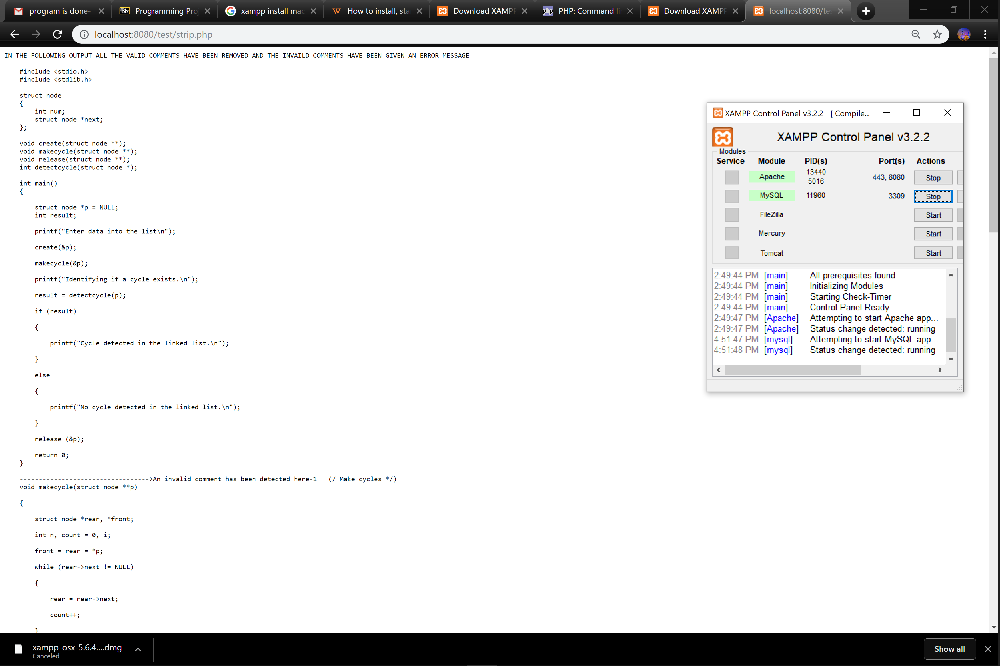 program is done-
Programming Pro
xampp install mac
How to install, sta
Download XAMPP
PHP: Command li
Download XAMPP
localhost:8080/te
localhost:8080/test/strip.php
IN THE FOLLOWING OUTPUT ALL THE VALID COMMENTS HAVE BEEN REMOVED AND THE INVAILD COMMENTS HAVE BEEN GIVEN AN ERROR MESSAGE
#include <stdio.h>
#include <stdlib.h>
struct node
{
int num;
struct node *next;
};
void create(struct node **);
void makecycle(struct node **);
void release(struct node **);
int detectcycle(struct node *);
int main()
{
struct node *p = NULL;
int result;
printf("Enter data into the list\n");
create(&p);
makecycle(&p);
printf("Identifying if a cycle exists.\n");
result = detectcycle(p);
if (result)
{
printf("Cycle detected in the linked list.\n");
}
else
{
printf("No cycle detected in the linked list.\n");
}
release (&p);
return 0;
}
---------------------------------->An invalid comment has been detected here-1   (/ Make cycles */)
void makecycle(struct node **p)
{
struct node *rear, *front;
int n, count = 0, i;
front = rear = *p;
while (rear->next != NULL)
{
rear = rear->next;
count++;
}
XAMPP Control Panel v3.2.2   [ Compile...
XAMPP Control Panel v3.2.2
Modules
Service Module PID(s) Port(s) Actions
Apache 13440 5016 443, 8080 Stop
MySQL 11960 3309 Stop
FileZilla Start
Mercury Start
Tomcat Start
2:49:44 PM [main] All prerequisites found
2:49:44 PM [main] Initializing Modules
2:49:44 PM [main] Starting Check-Timer
2:49:44 PM [main] Control Panel Ready
2:49:47 PM [Apache] Attempting to start Apache app...
2:49:47 PM [Apache] Status change detected: running
4:51:47 PM [mysql] Attempting to start MySQL app...
4:51:48 PM [mysql] Status change detected: running
xampp-osx-5.6.4....dmg
Canceled
Show all